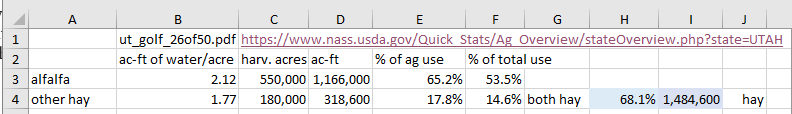 A B C D E F G H I J
1 ut_golf_26of50.pdf https://www.nass.usda.gov/Quick_Stats/Ag_Overview/stateOverview.php?state=UTAH
2 ac-ft of water/acre harv. acres ac-ft % of ag use % of total use
3 alfalfa 2.12 550,000 1,166,000 65.2% 53.5%
4 other hay 1.77 180,000 318,600 17.8% 14.6% both hay 68.1% 1,484,600 hay